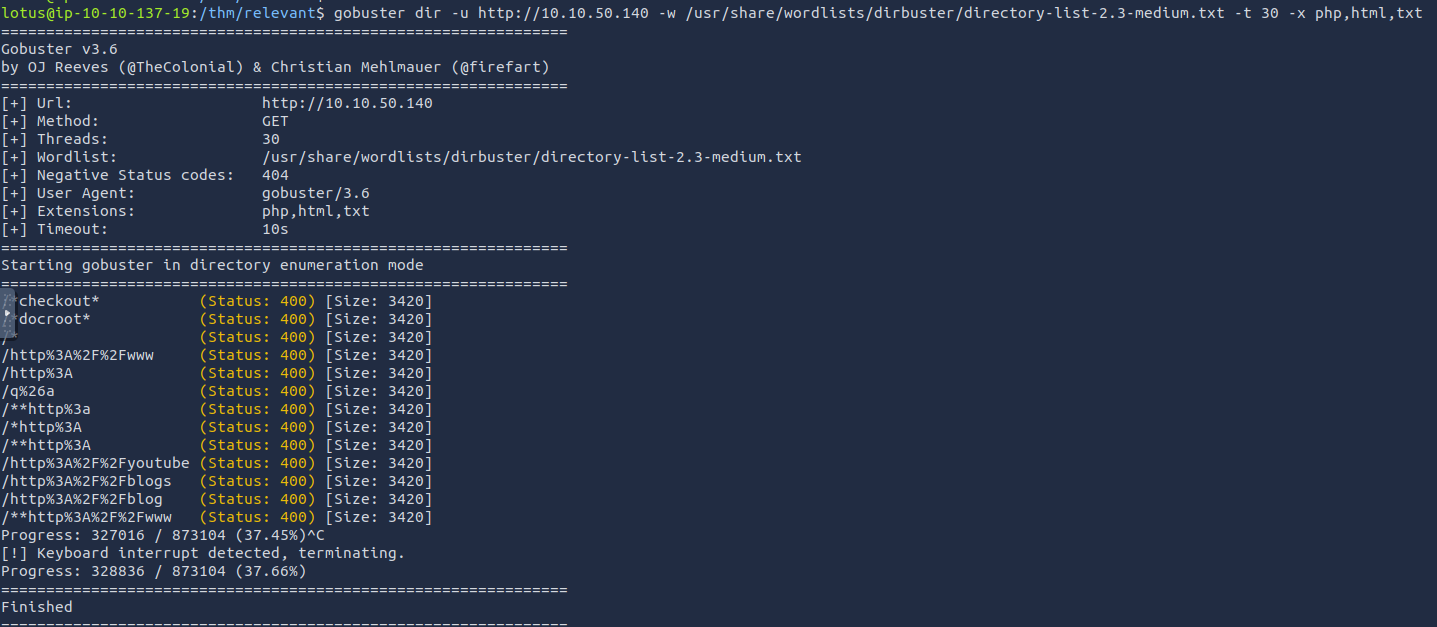 lotus@ip-10-10-137-19:/thm/relevant$ gobuster dir -u http://10.10.50.140 -w /usr/share/wordlists/dirbuster/directory-list-2.3-medium.txt -t 30 -x php,html,txt
===============================================================
Gobuster v3.6
by OJ Reeves (@TheColonial) & Christian Mehlmauer (@firefart)
===============================================================
[+] Url:                     http://10.10.50.140
[+] Method:                  GET
[+] Threads:                 30
[+] Wordlist:                /usr/share/wordlists/dirbuster/directory-list-2.3-medium.txt
[+] Negative Status codes:   404
[+] User Agent:              gobuster/3.6
[+] Extensions:              php,html,txt
[+] Timeout:                 10s
===============================================================
Starting gobuster in directory enumeration mode
===============================================================
/*checkout*           (Status: 400) [Size: 3420]
/*docroot*            (Status: 400) [Size: 3420]
/*                    (Status: 400) [Size: 3420]
/http%3A%2F%2Fwww     (Status: 400) [Size: 3420]
/http%3A              (Status: 400) [Size: 3420]
/q%26a                (Status: 400) [Size: 3420]
/**http%3a            (Status: 400) [Size: 3420]
/*http%3A             (Status: 400) [Size: 3420]
/**http%3A            (Status: 400) [Size: 3420]
/http%3A%2F%2Fyoutube (Status: 400) [Size: 3420]
/http%3A%2F%2Fblogs   (Status: 400) [Size: 3420]
/http%3A%2F%2Fblog    (Status: 400) [Size: 3420]
/**http%3A%2F%2Fwww   (Status: 400) [Size: 3420]
Progress: 327016 / 873104 (37.45%)^C
[!] Keyboard interrupt detected, terminating.
Progress: 328836 / 873104 (37.66%)
===============================================================
Finished
===============================================================